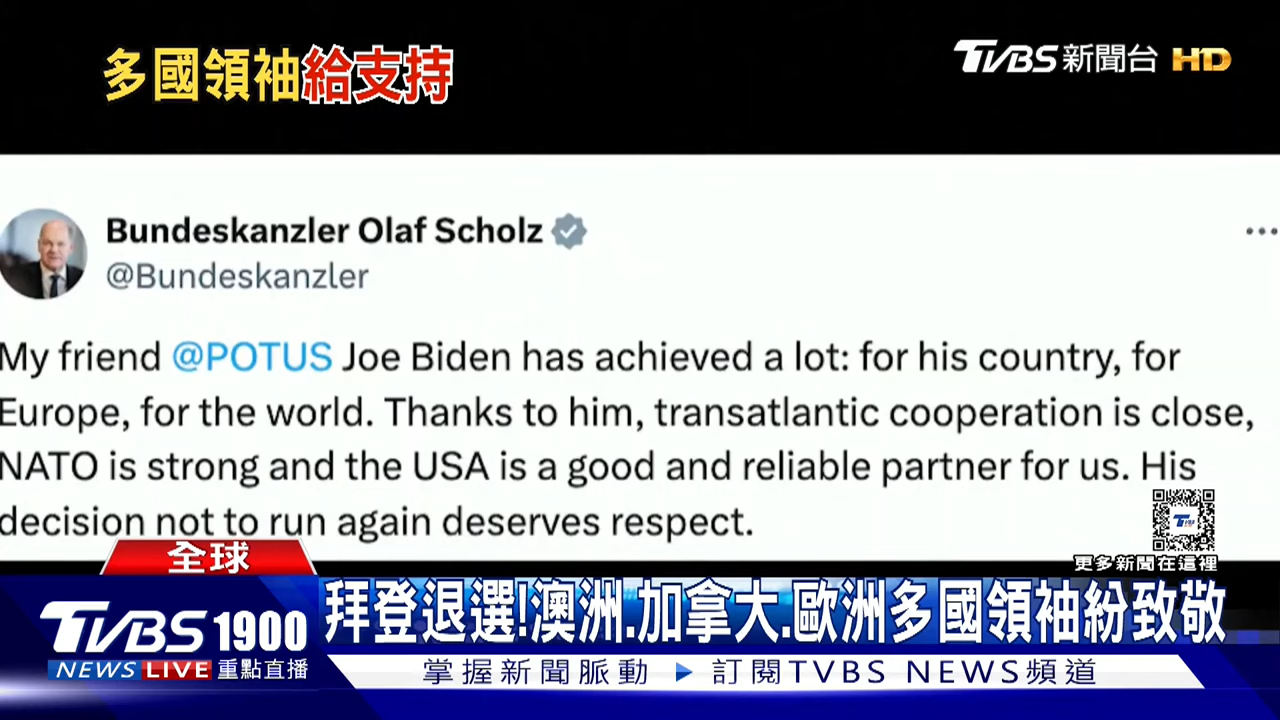 多國領袖給支持
TVBS新聞台 HD
Bundeskanzler Olaf Scholz
@Bundeskanzler
My friend @POTUS Joe Biden has achieved a lot: for his country, for
Europe, for the world. Thanks to him, transatlantic cooperation is close,
NATO is strong and the USA is a good and reliable partner for us. His
decision not to run again deserves respect.
TVBS
更多新聞在這裡
全球
TVBS 1900
NEWS LIVE 重點直播
拜登退選!澳洲.加拿大.歐洲多國領袖紛致敬
掌握新聞脈動 ▶ 訂閱TVBS NEWS頻道